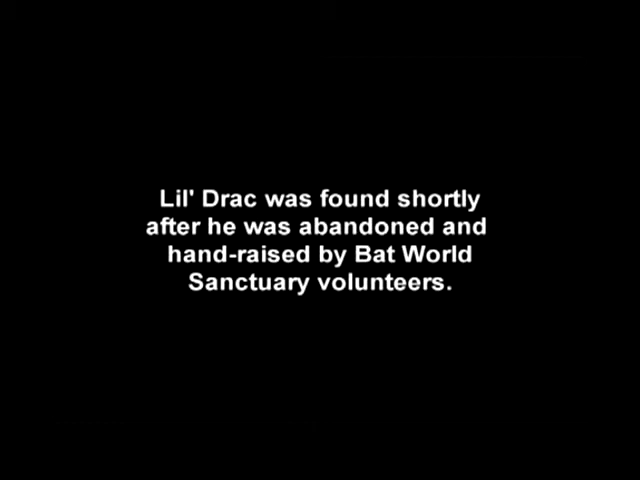 Lil' Drac was found shortly
after he was abandoned and
hand-raised by Bat World
Sanctuary volunteers.